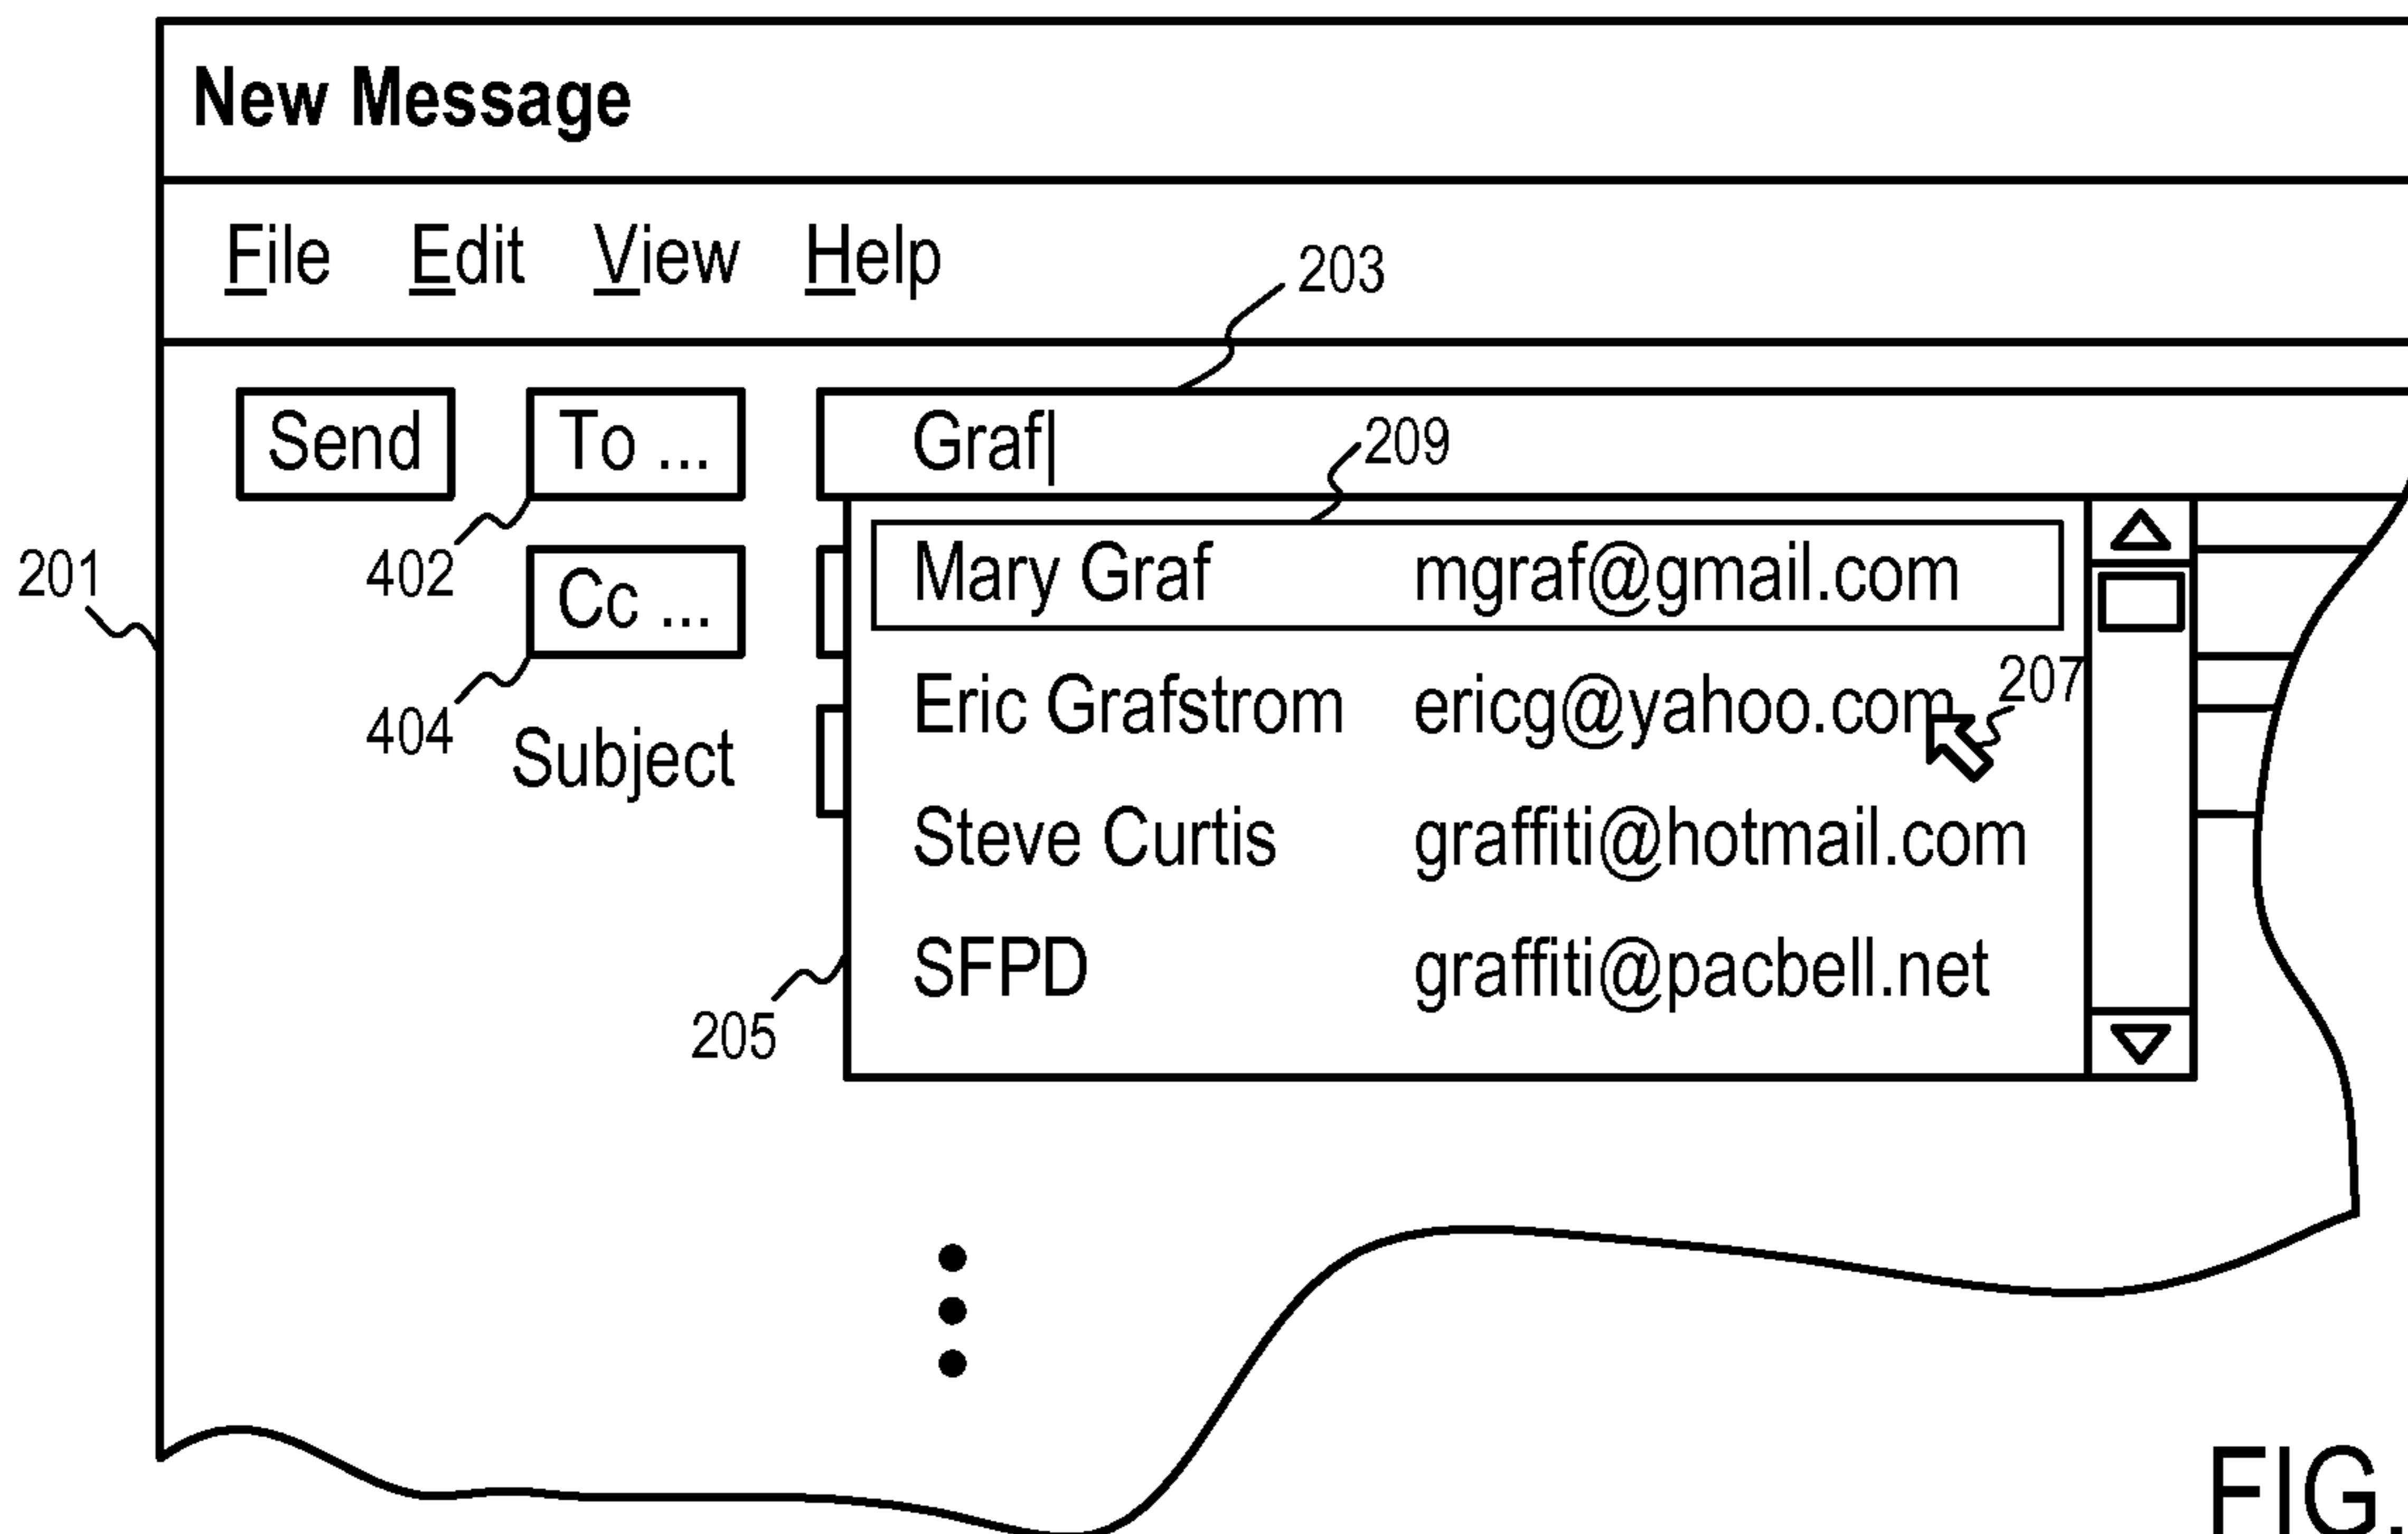 New Message
File Edit View Help
203
Send To ... Graf
209
201
402
Cc ...
Mary Graf mgraf@gmail.com
404
Subject
Eric Grafstrom ericg@yahoo.com
207
Steve Curtis graffiti@hotmail.com
SFPD graffiti@pacbell.net
205
FIG.